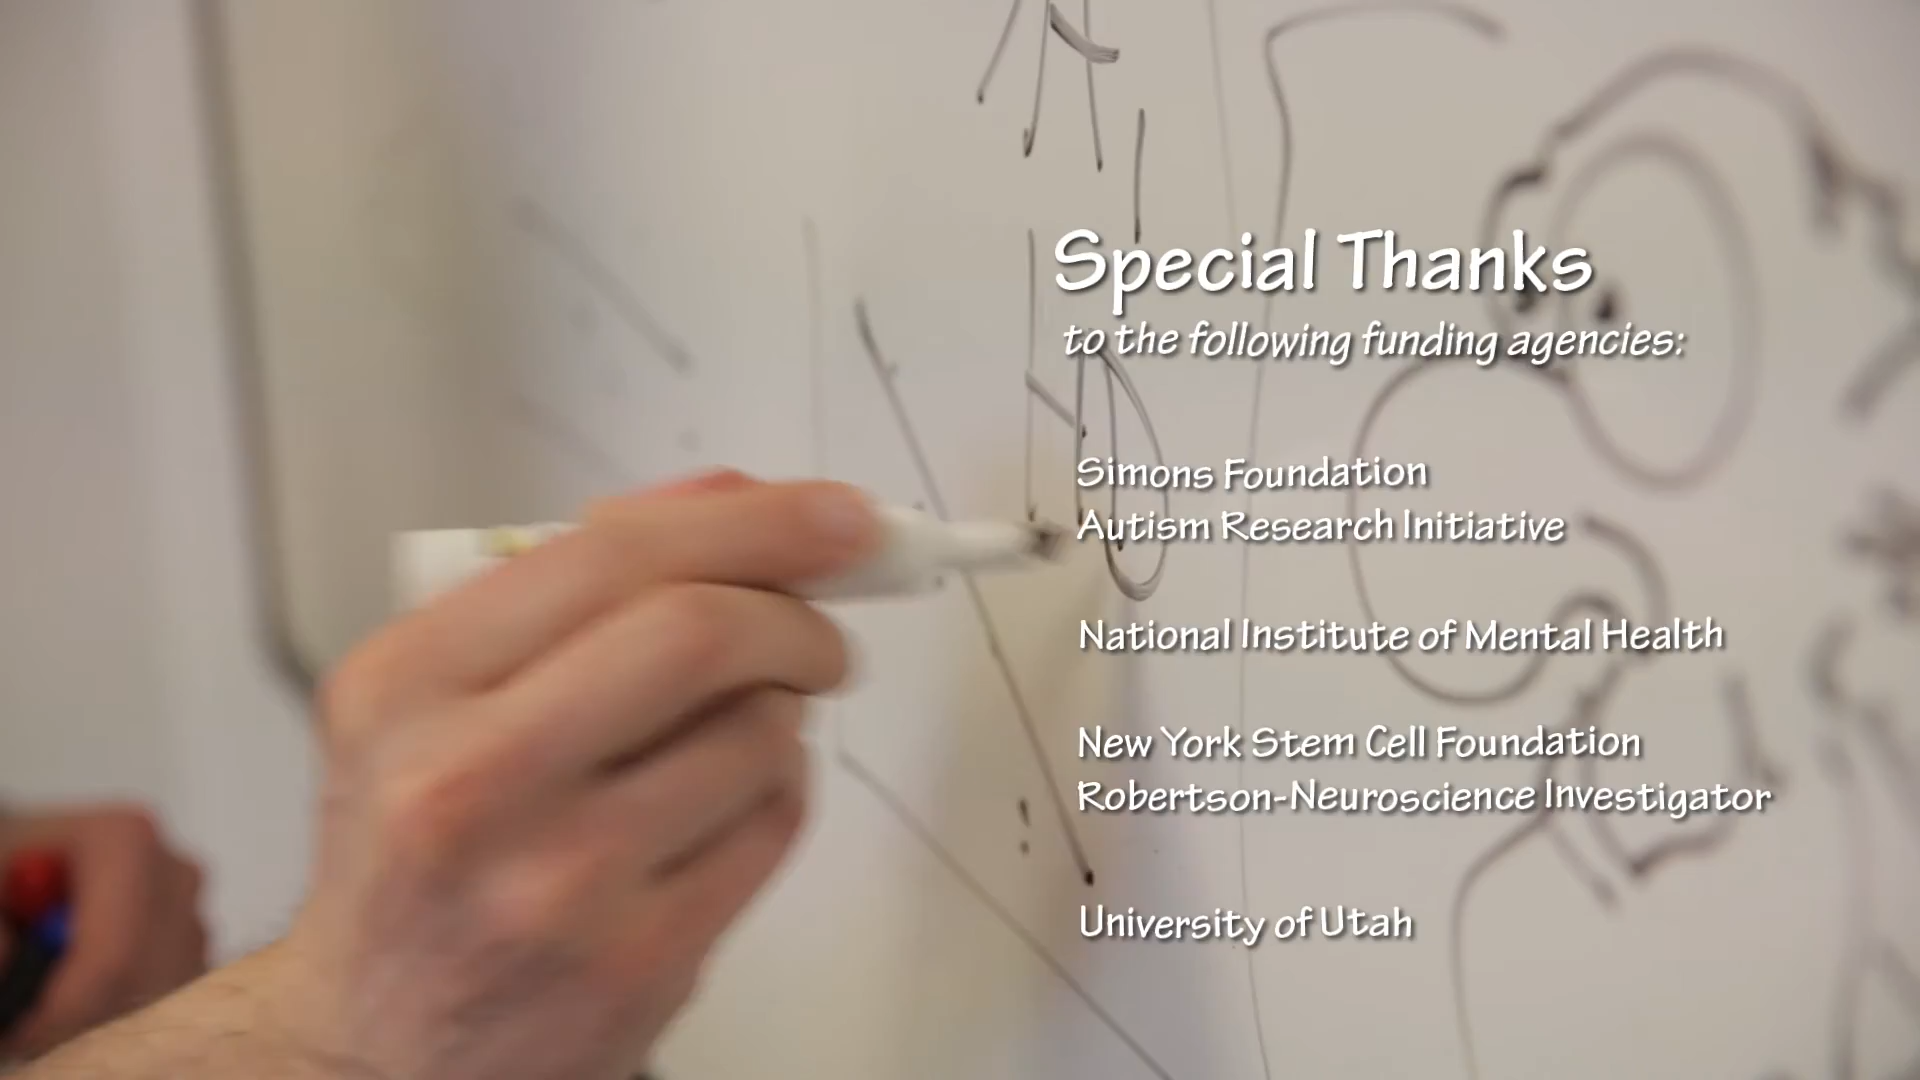 Special Thanks
to the following funding agencies:
Simons Foundation
Autism Research Initiative
National Institute of Mental Health
New York Stem Cell Foundation
Robertson-Neuroscience Investigator
University of Utah